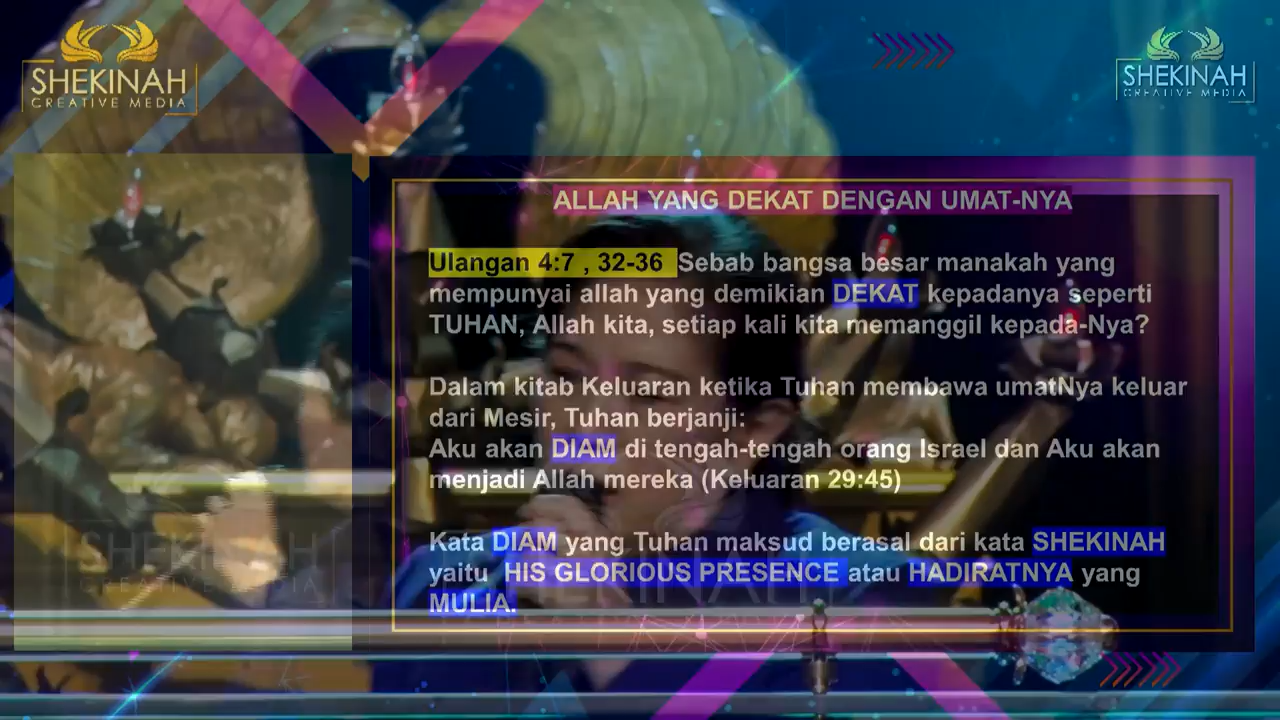 SHEKINAH
CREATIVE MEDIA
SHEKINAH
CREATIVE MEDIA
ALLAH YANG DEKAT DENGAN UMAT-NYA
Ulangan 4:7 , 32-36 Sebab bangsa besar manakah yang
mempunyai allah yang demikian DEKAT kepadanya seperti
TUHAN, Allah kita, setiap kali kita memanggil kepada-Nya?
Dalam kitab Keluaran ketika Tuhan membawa umatNya keluar
dari Mesir, Tuhan berjanji:
Aku akan DIAM di tengah-tengah orang Israel dan Aku akan
menjadi Allah mereka (Keluaran 29:45)
Kata DIAM yang Tuhan maksud berasal dari kata SHEKINAH
yaitu HIS GLORIOUS PRESENCE atau HADIRATNYA yang
MULIA.
SHEKINAH
CREATIVE MEDIA
SHEKINAH